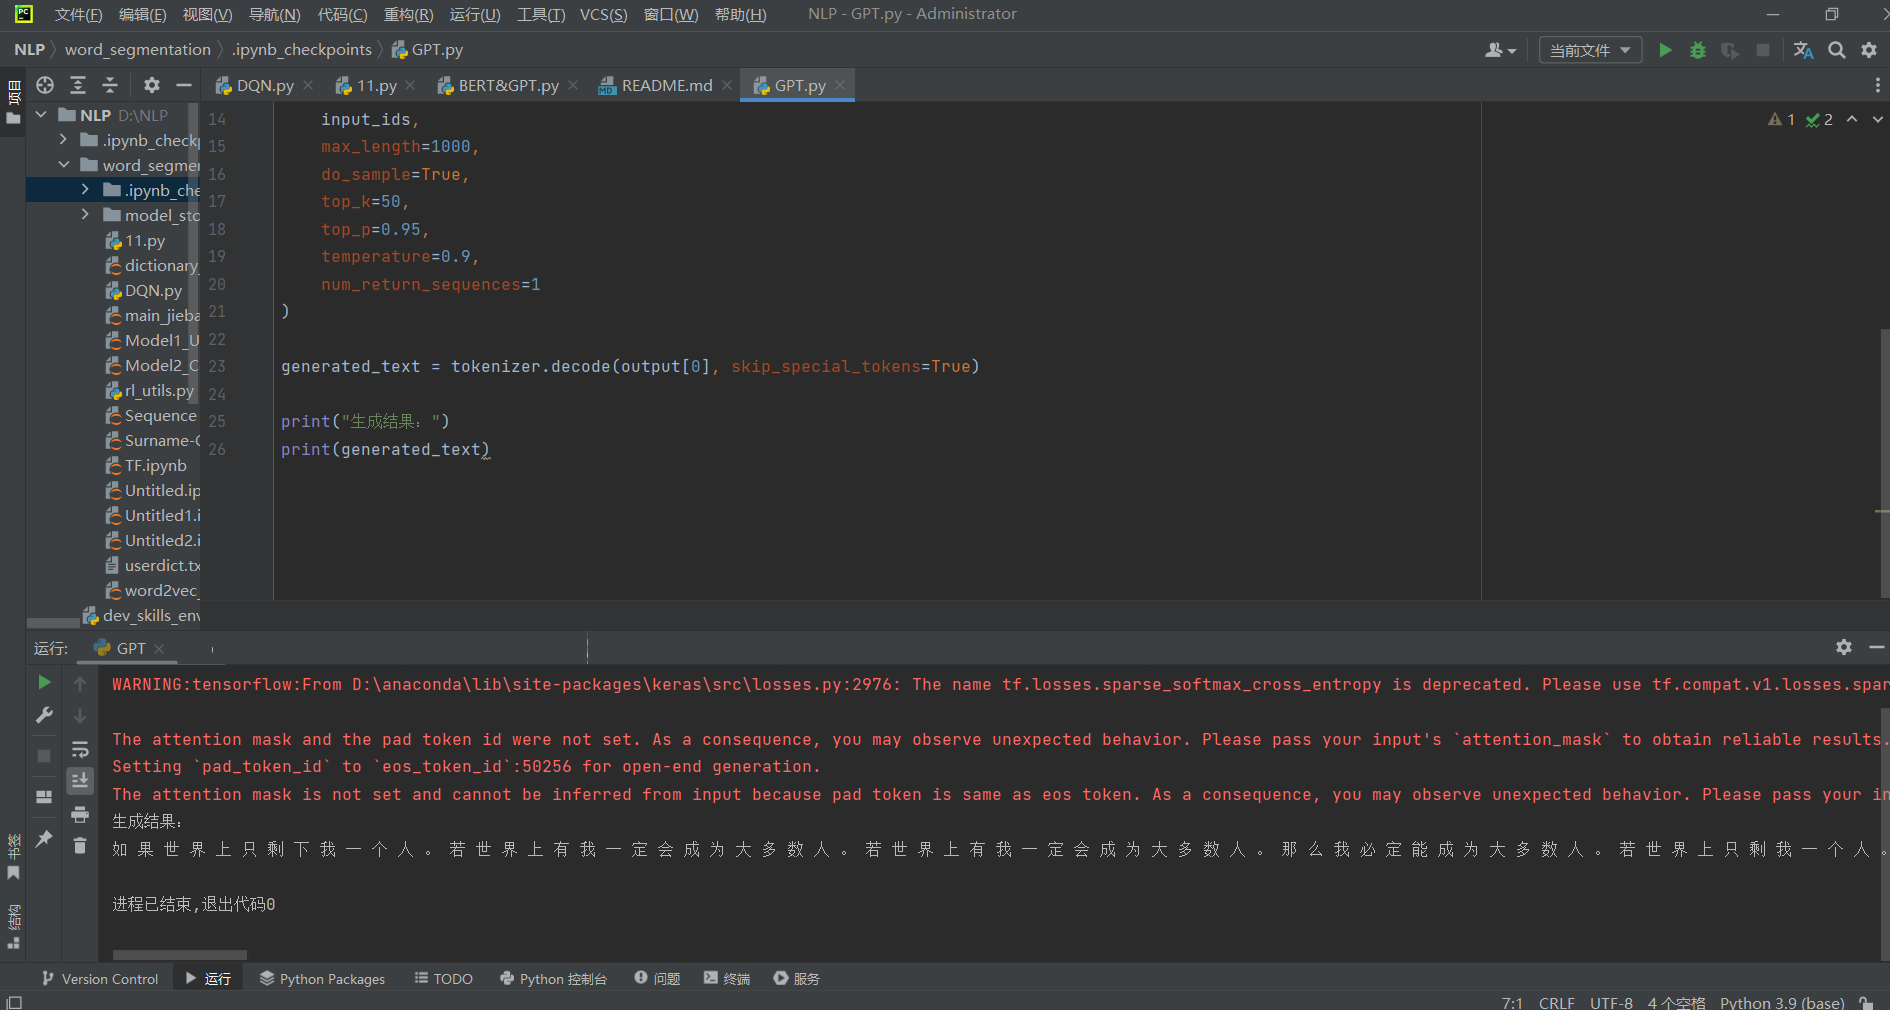 PC 文件(F) 编辑(E) 视图(V) 导航(N) 代码(C) 重构(R) 运行(U) 工具(T) VCS(S) 窗口(W) 帮助(H) NLP - GPT.py - Administrator
NLP word_segmentation .ipynb_checkpoints GPT.py 当前文件
项目
DQN.py 11.py BERT&GPT.py README.md GPT.py
NLP D:\NLP
.ipynb_check
word_segme
.ipynb_che
model_sto
11.py
dictionary_
DQN.py
main_jieba
Model1_U
Model2_C
rl_utils.py
Sequence
Surname-C
TF.ipynb
Untitled.ip
Untitled1.i
Untitled2.i
userdict.tx
word2vec_
dev_skills_env
1 2
14 input_ids,
15 max_length=1000,
16 do_sample=True,
17 top_k=50,
18 top_p=0.95,
19 temperature=0.9,
20 num_return_sequences=1
21 )
22
23 generated_text = tokenizer.decode(output[0], skip_special_tokens=True)
24
25 print("生成结果：")
26 print(generated_text)
运行: GPT
WARNING:tensorflow:From D:\anaconda\lib\site-packages\keras\src\losses.py:2976: The name tf.losses.sparse_softmax_cross_entropy is deprecated. Please use tf.compat.v1.losses.spar
The attention mask and the pad token id were not set. As a consequence, you may observe unexpected behavior. Please pass your input's `attention_mask` to obtain reliable results.
Setting `pad_token_id` to `eos_token_id`:50256 for open-end generation.
The attention mask is not set and cannot be inferred from input because pad token is same as eos token. As a consequence, you may observe unexpected behavior. Please pass your in
生成结果：
如 果 世 界 上 只 剩 下 我 一 个 人 。 若 世 界 上 有 我 一 定 会 成 为 大 多 数 人 。 若 世 界 上 有 我 一 定 会 成 为 大 多 数 人 。 那 么 我 必 定 能 成 为 大 多 数 人 。 若 世 界 上 只 剩 我 一 个 人 。
进程已结束,退出代码0
书签
结构
Version Control 运行 Python Packages TODO Python 控制台 问题 终端 服务
7:1 CRLF UTF-8 4 个空格 Python 3.9 (base)